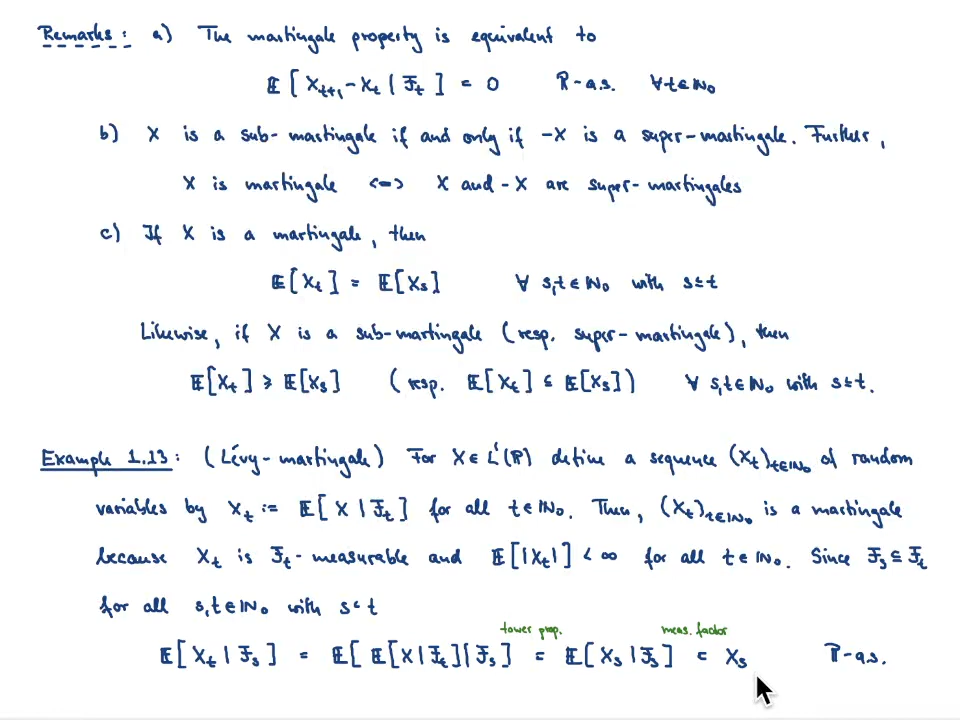 Remarks: a) The martingale property is equivalent to
𝔼[X_{t+1} - X_t | 𝓕_t] = 0 ℙ-a.s. ∀t∈ℕ₀
b) X is a sub-martingale if and only if -X is a super-martingale. Further,
X is martingale <=> X and -X are super-martingales
c) If X is a martingale, then
𝔼[X_t] = 𝔼[X_s] ∀ s,t∈ℕ₀ with s≤t
Likewise, if X is a sub-martingale (resp. super-martingale), then
𝔼[X_t] ≥ 𝔼[X_s] (resp. 𝔼[X_t] ≤ 𝔼[X_s]) ∀ s,t∈ℕ₀ with s≤t.
Example 1.13: (Lévy-martingale) For X∈L¹(ℙ) define a sequence (X_t)_{t∈ℕ₀} of random
variables by X_t := 𝔼[X | 𝓕_t] for all t∈ℕ₀. Then, (X_t)_{t∈ℕ₀} is a martingale
because X_t is 𝓕_t-measurable and 𝔼[|X_t|] < ∞ for all t∈ℕ₀. Since 𝓕_s ⊆ 𝓕_t
for all s,t∈ℕ₀ with s<t
tower prop. meas. factor
𝔼[X_t | 𝓕_s] = 𝔼[𝔼[X | 𝓕_t] | 𝓕_s] = 𝔼[X_s | 𝓕_s] = X_s ℙ-a.s.